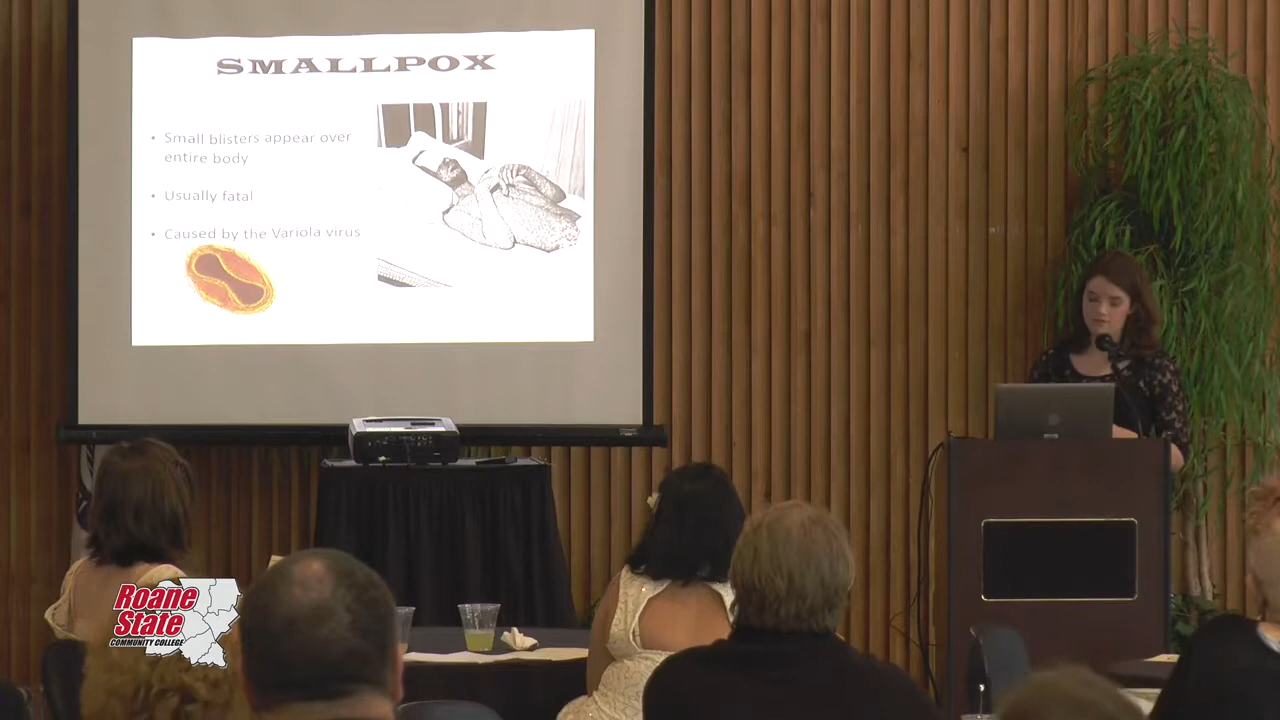 SMALLPOX
• Small blisters appear over
entire body
• Usually fatal
• Caused by the Variola virus
Roane
State
COMMUNITY COLLEGE